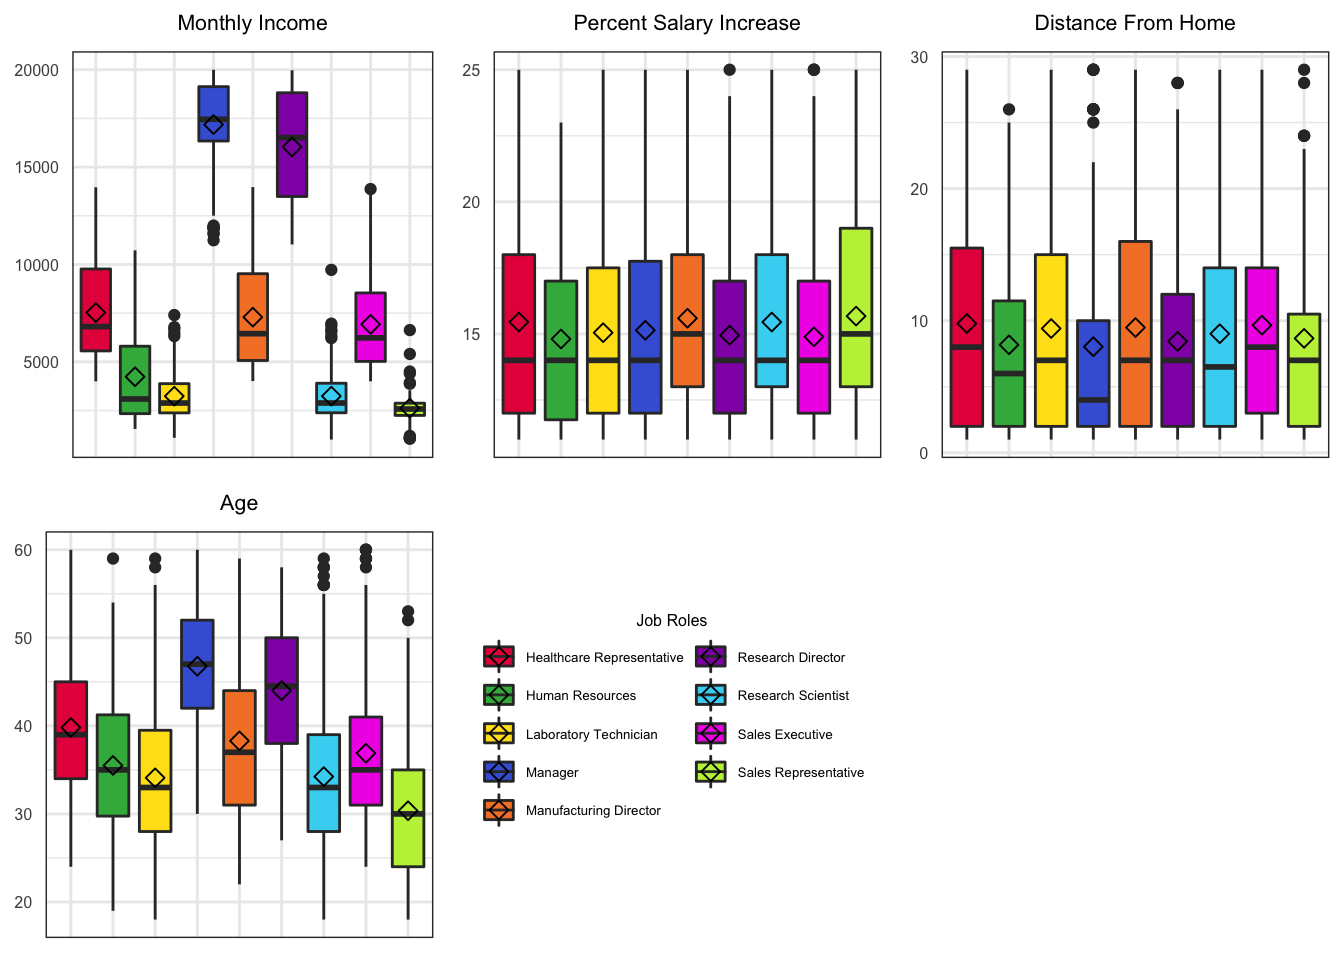 Monthly Income
20000
15000
10000
5000
Percent Salary Increase
25
20
15
Distance From Home
30
20
10
0
Age
60
50
40
30
20
Job Roles
Healthcare Representative
Human Resources
Laboratory Technician
Manager
Manufacturing Director
Research Director
Research Scientist
Sales Executive
Sales Representative